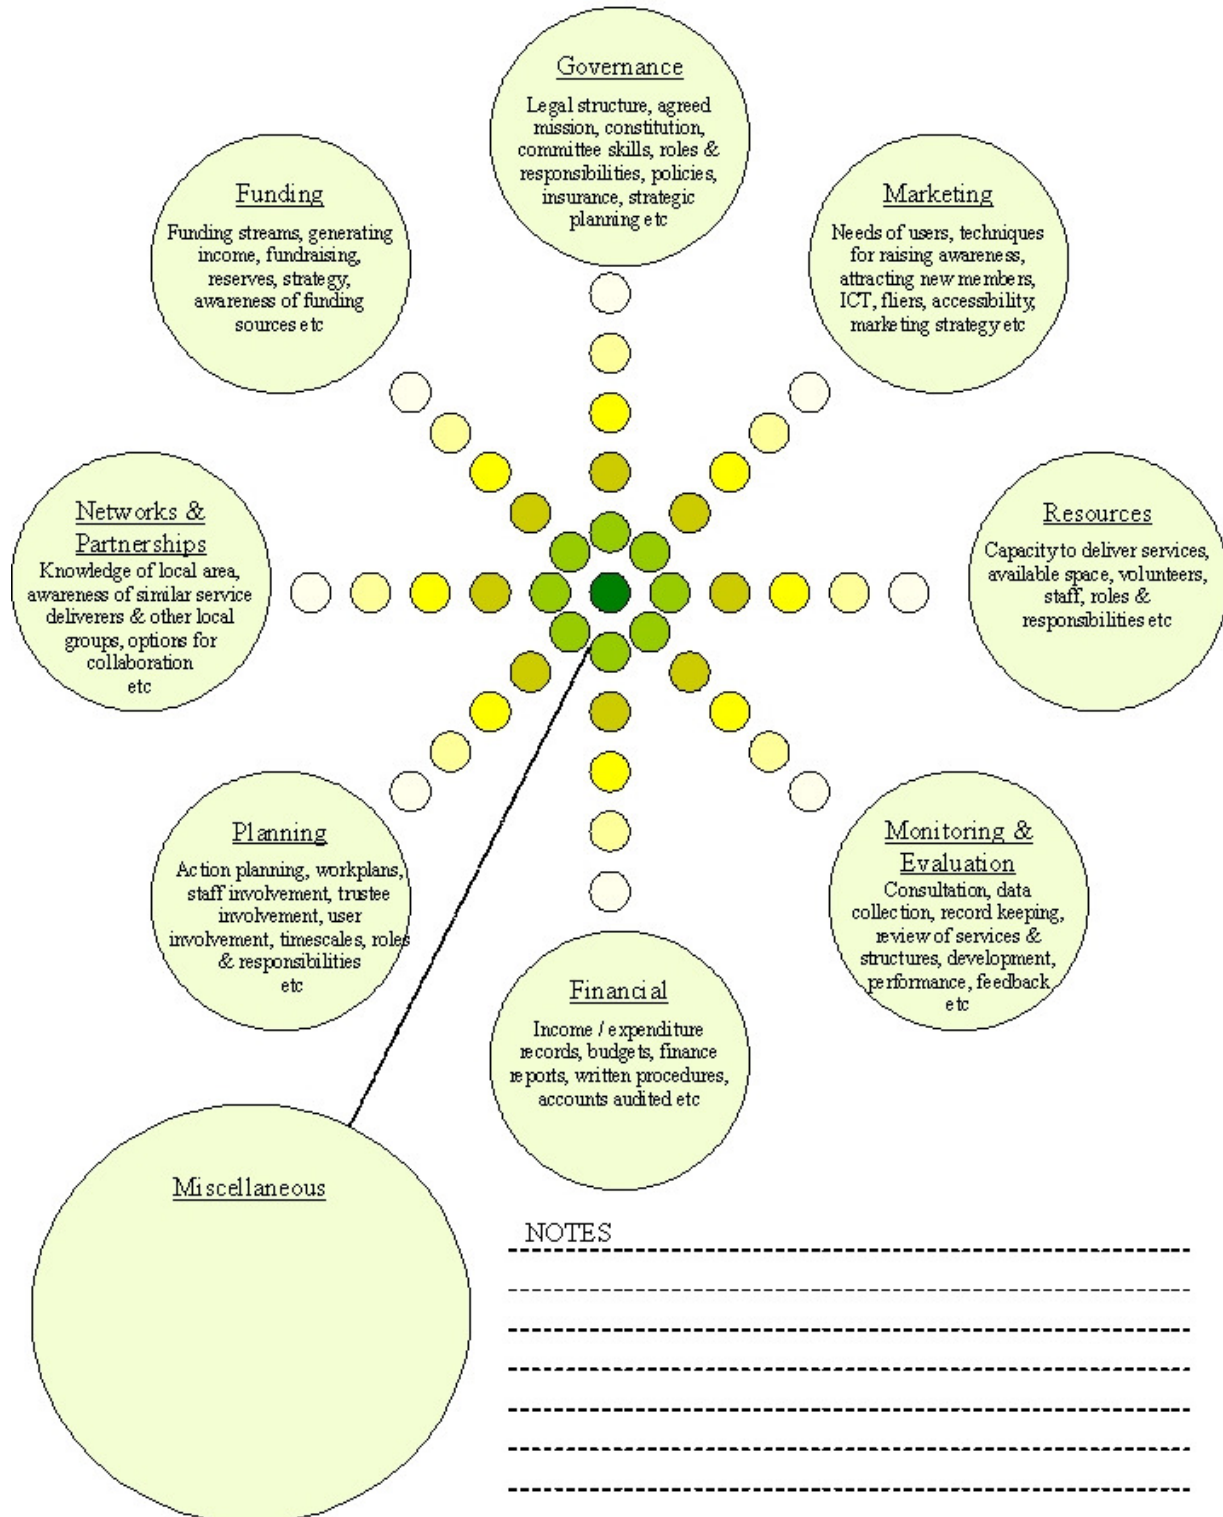 Governance
Legal structure, agreed
mission, constitution,
committee skills, roles &
responsibilities, policies,
insurance, strategic
planning etc
Funding
Funding streams, generating
income, fundraising,
reserves, strategy,
awareness of funding
sources etc
Marketing
Needs of users, techniques
for raising awareness,
attracting new members,
ICT, fliers, accessibility,
marketing strategy etc
Networks &
Partnerships
Knowledge of local area,
awareness of similar service
deliverers & other local
groups, options for
collaboration
etc
Resources
Capacity to deliver services,
available space, volunteers,
staff, roles &
responsibilities etc
Planning
Action planning, workplans,
staff involvement, trustee
involvement, user
involvement, timescales, roles
& responsibilities
etc
Monitoring &
Evaluation
Consultation, data
collection, record keeping,
review of services &
structures, development,
performance, feedback
etc
Financial
Income / expenditure
records, budgets, finance
reports, written procedures,
accounts audited etc
Miscellaneous
NOTES